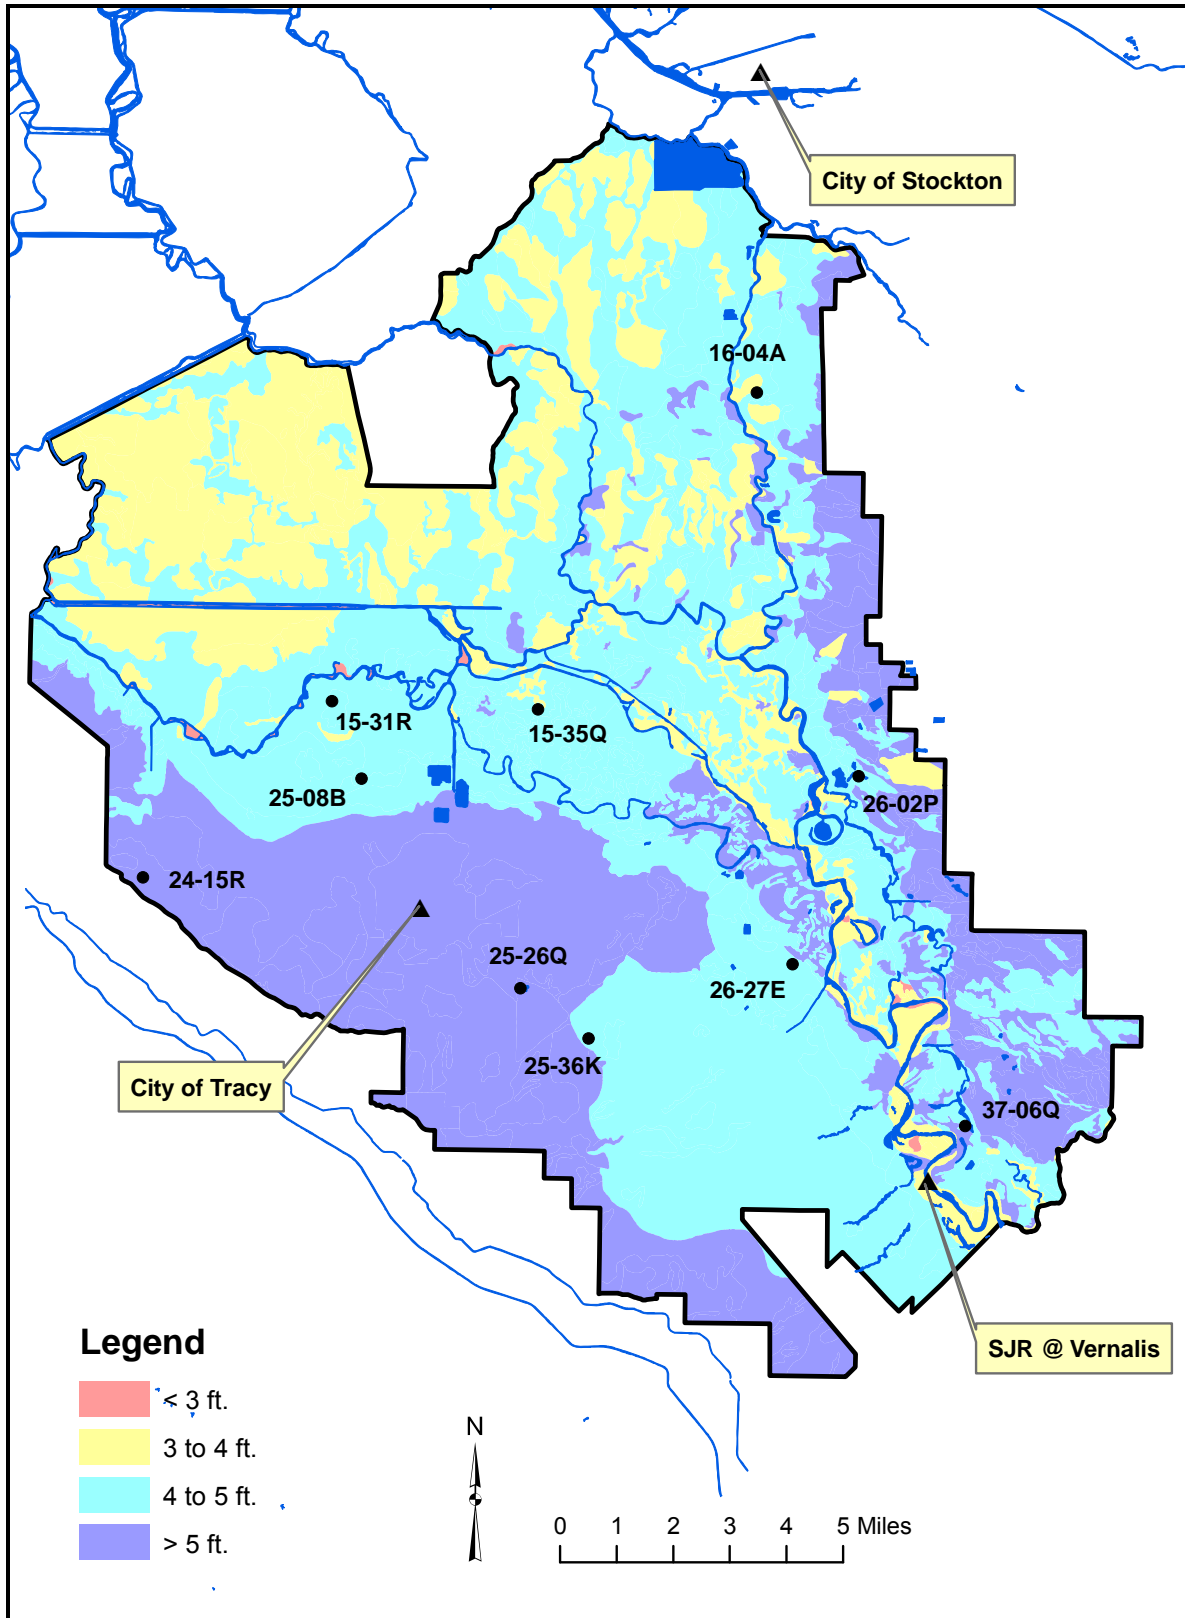 City of Stockton
16-04A
15-31R
15-35Q
25-08B
26-02P
24-15R
25-26Q
26-27E
25-36K
City of Tracy
37-06Q
SJR @ Vernalis
Legend
< 3 ft.
3 to 4 ft.
4 to 5 ft.
> 5 ft.
N
0 1 2 3 4 5 Miles